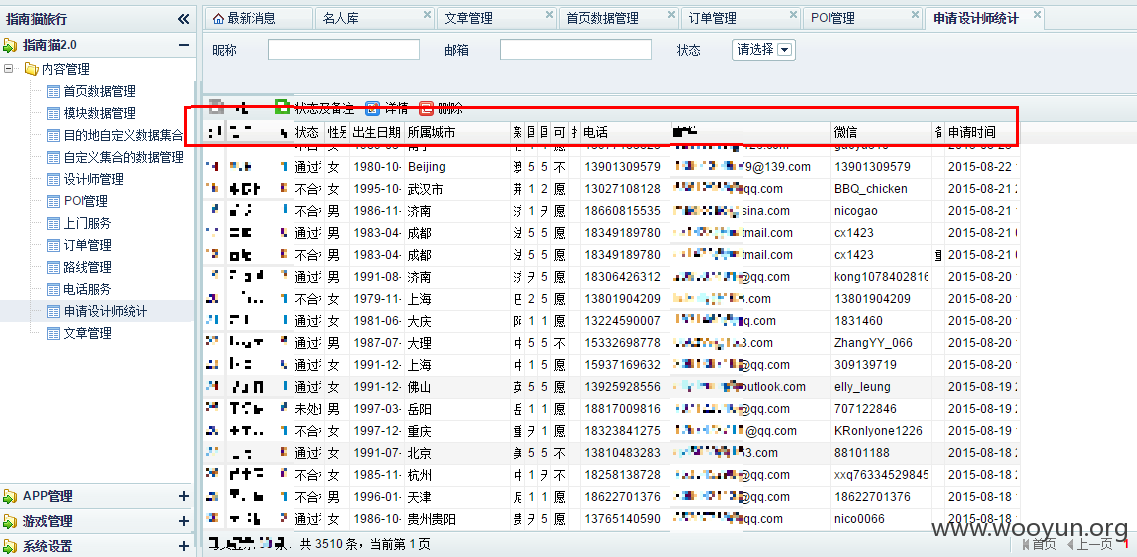 指南猫旅行
指南猫2.0
内容管理
首页数据管理
模块数据管理
目的地自定义数据集合
自定义集合的数据管理
设计师管理
POI管理
上门服务
订单管理
路线管理
电话服务
申请设计师统计
文章管理
APP管理
游戏管理
系统设置
最新消息 名人库 文章管理 首页数据管理 订单管理 POI管理 申请设计师统计
昵称 邮箱 状态 请选择
状态及备注 详情 删除
状态 出生日期 所属城市 可 电话 微信 申请时间
通过 女 1980-10- Beijing 5 5 不 13901309579 9@139.com 13901309579 2015-08-22
不合 女 1995-10- 武汉市 1 2 愿 13027108128 qq.com BBQ_chicken 2015-08-21
不合 男 1986-11- 济南 1 愿 18660815535 sina.com nicogao 2015-08-21
通过 男 1983-04- 成都 5 5 愿 18349189780 tmail.com cx1423 2015-08-21
不合 男 1983-04- 成都 5 5 愿 18349189780 tmail.com cx1423 2015-08-21
通过 男 1991-08- 济南 5 愿 18306426312 @qq.com kong1078402816 2015-08-20
不合 女 1979-11- 上海 2 5 愿 13801904209 .com 13801904209 2015-08-20
通过 女 1981-06- 大庆 1 1 愿 13224590007 qq.com 1831460 2015-08-20
通过 女 1987-07- 大理 5 5 不 15332698778 3.com ZhangYY_066 2015-08-20
不合 女 1991-12- 上海 5 愿 15937169632 @qq.com 309139719 2015-08-20
通过 女 1991-12- 佛山 5 5 愿 13925928556 outlook.com elly_leung 2015-08-19
未处 男 1997-03- 岳阳 1 1 愿 18817009816 qq.com 707122846 2015-08-19
不合 女 1997-12- 重庆 1 愿 18323841275 @qq.com KRonlyone1226 2015-08-19
通过 女 1991-07- 北京 5 5 不 13810483283 3.com 88101188 2015-08-18
不合 女 1985-11- 杭州 1 不 18258138728 qq.com xxq76334529845 2015-08-18
不合 男 1996-01- 天津 1 1 愿 18622701376 @qq.com 18622701376 2015-08-18
不合 女 1986-10- 贵州贵阳 5 愿 13765140590 @qq.com nico0066 2015-08-18
共 3510 条，当前第 1 页 首页 上一页 1
www.wooyun.org